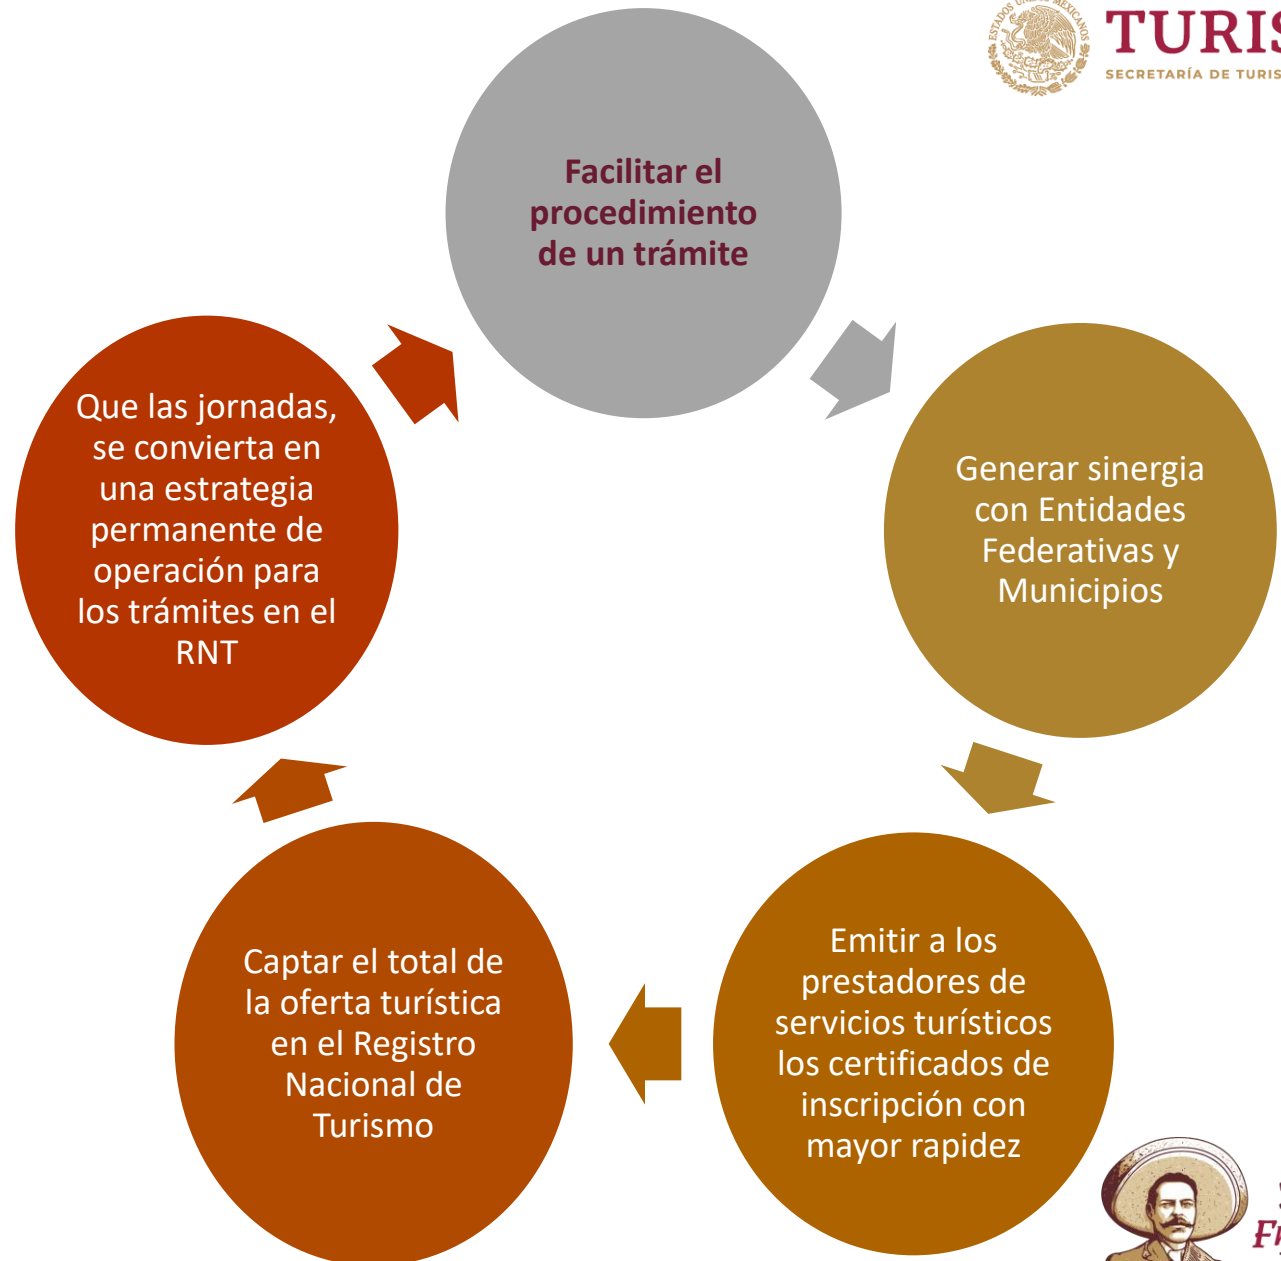 ESTADOS UNIDOS MEXICANOS
Facilitar el
procedimiento
de un trámite
Generar sinergia
con Entidades
Federativas y
Municipios
Emitir a los
prestadores de
servicios turísticos
los certificados de
inscripción con
mayor rapidez
Captar el total de
la oferta turística
en el Registro
Nacional de
Turismo
Que las jornadas,
se convierta en
una estrategia
permanente de
operación para
los trámites en el
RNT
TURIS
SECRETARÍA DE TURIS